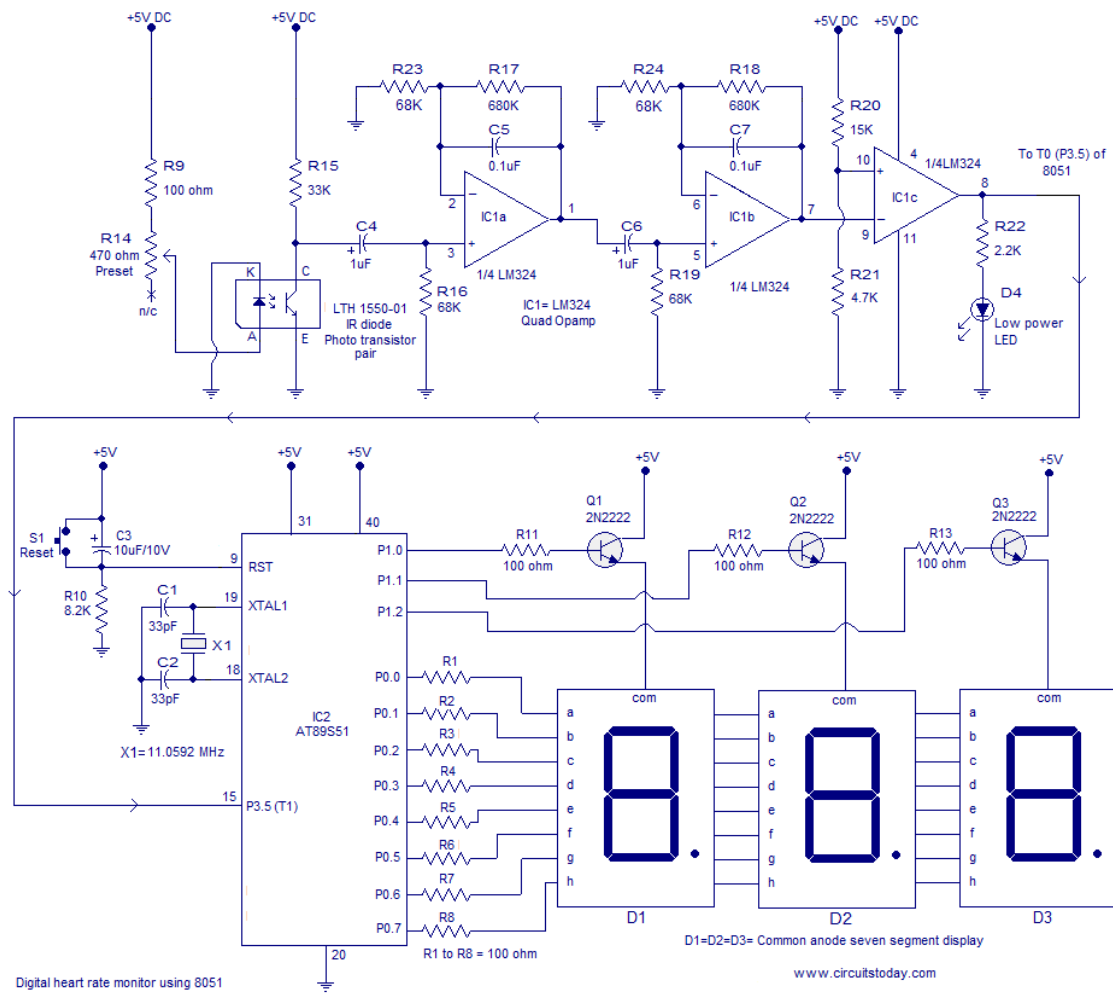 +5V DC
+5V DC
+5V DC
+5V DC
R23
68K
R17
680K
C5
0.1uF
R24
68K
R18
680K
C7
0.1uF
R20
15K
R9
100 ohm
R15
33K
R14
470 ohm
Preset
n/c
K
C
A
E
LTH 1550-01
IR diode
Photo transistor
pair
C4
+
1uF
R16
68K
2
−
3
+
IC1a
1
1/4 LM324
IC1= LM324
Quad Opamp
C6
+
1uF
R19
68K
6
−
5
+
IC1b
7
1/4 LM324
10
+
9
−
IC1c
4
11
8
1/4LM324
R21
4.7K
To T0 (P3.5) of
8051
R22
2.2K
D4
Low power
LED
+5V
+5V
+5V
+5V
+5V
+5V
S1
Reset
+
C3
10uF/10V
R10
8.2K
C1
33pF
C2
33pF
X1
X1= 11.0592 MHz
31
40
9
RST
19
XTAL1
18
XTAL2
15
P3.5 (T1)
IC2
AT89S51
20
P1.0
P1.1
P1.2
P0.0
P0.1
P0.2
P0.3
P0.4
P0.5
P0.6
P0.7
R11
100 ohm
Q1
2N2222
R12
100 ohm
Q2
2N2222
R13
100 ohm
Q3
2N2222
R1
R2
R3
R4
R5
R6
R7
R8
R1 to R8 = 100 ohm
com
a
b
c
d
e
f
g
h
D1
com
a
b
c
d
e
f
g
h
D2
com
a
b
c
d
e
f
g
h
D3
D1=D2=D3= Common anode seven segment display
www.circuitstoday.com
Digital heart rate monitor using 8051